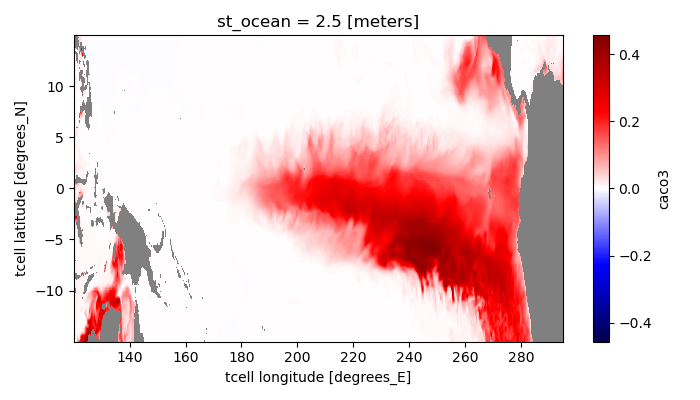 st_ocean = 2.5 [meters]
10
5
0
−5
−10
tcell latitude [degrees_N]
140 160 180 200 220 240 260 280
tcell longitude [degrees_E]
0.4
0.2
0.0
−0.2
−0.4
caco3